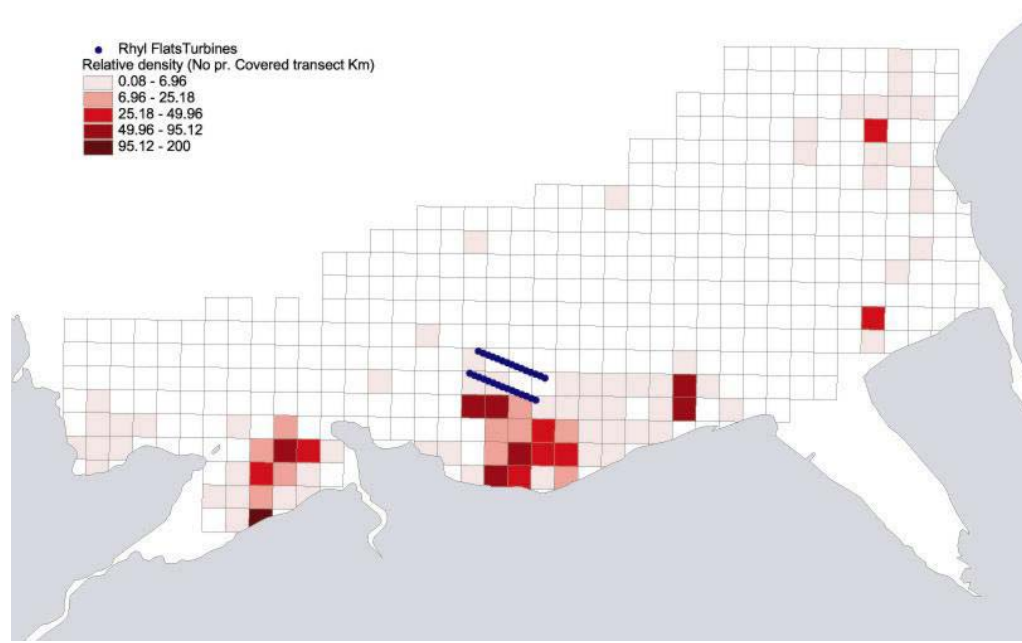 Rhyl FlatsTurbines
Relative density (No pr. Covered transect Km)
0.08 - 6.96
6.96 - 25.18
25.18 - 49.96
49.96 - 95.12
95.12 - 200